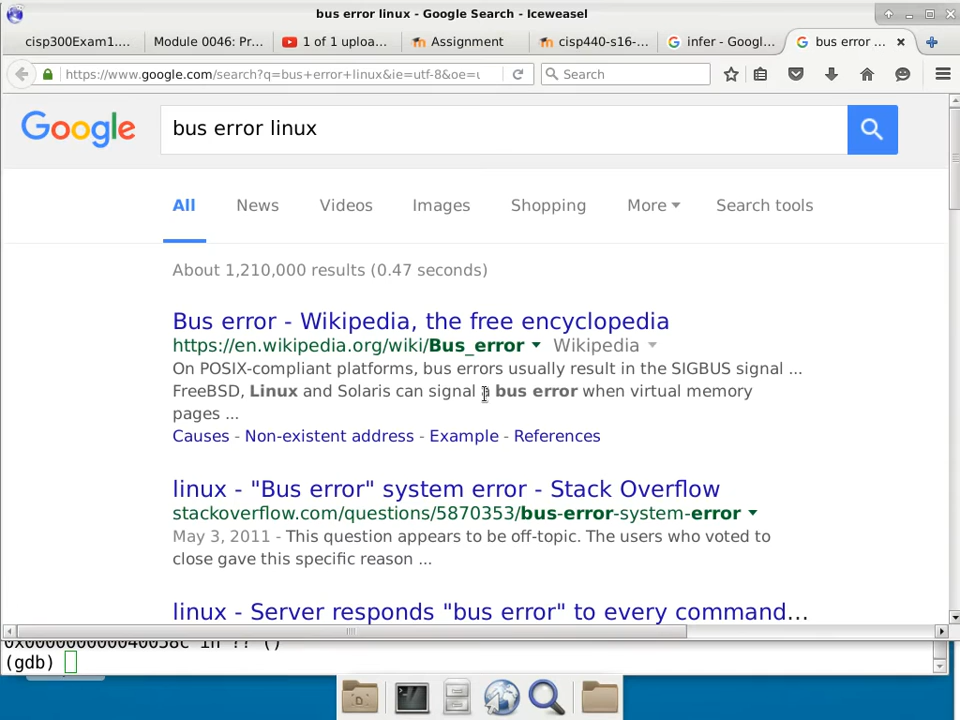 bus error linux - Google Search - Iceweasel
cisp300Exam1.... Module 0046: Pr... 1 of 1 uploa... Assignment cisp440-s16-... infer - Googl... bus error ...
https://www.google.com/search?q=bus+error+linux&ie=utf-8&oe=u Search
Google bus error linux
All News Videos Images Shopping More Search tools
About 1,210,000 results (0.47 seconds)
Bus error - Wikipedia, the free encyclopedia
https://en.wikipedia.org/wiki/Bus_error Wikipedia
On POSIX-compliant platforms, bus errors usually result in the SIGBUS signal ...
FreeBSD, Linux and Solaris can signal a bus error when virtual memory
pages ...
Causes - Non-existent address - Example - References
linux - "Bus error" system error - Stack Overflow
stackoverflow.com/questions/5870353/bus-error-system-error
May 3, 2011 - This question appears to be off-topic. The users who voted to
close gave this specific reason ...
linux - Server responds "bus error" to every command...
0x000000000040058c in ?? ()
(gdb)